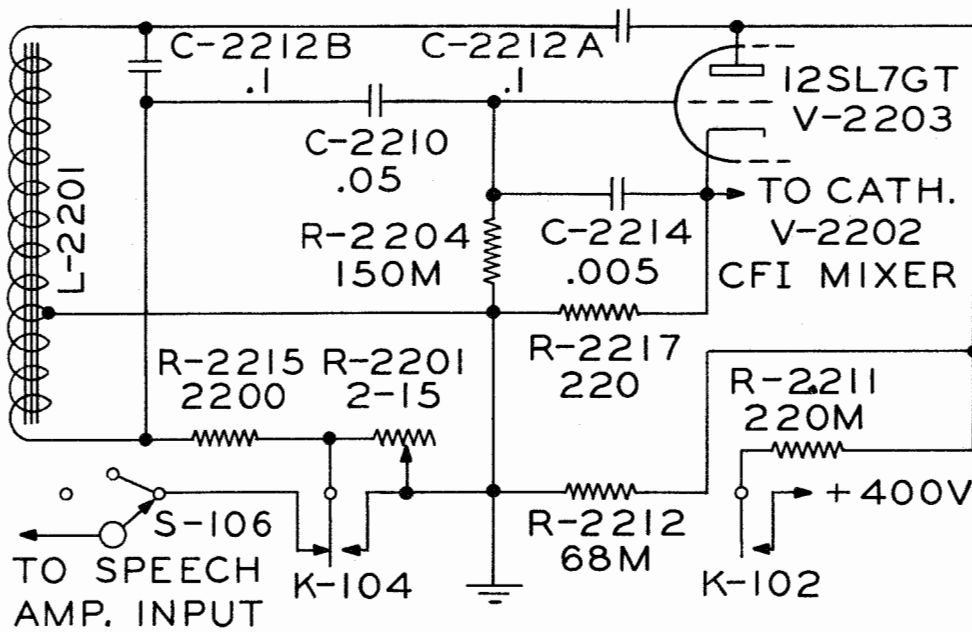 C-2212B
.1
C-2212A
.1
12SL7GT
V-2203
C-2210
.05
TO CATH.
V-2202
CFI MIXER
L-2201
R-2204
150M
C-2214
.005
R-2215
2200
R-2201
2-15
R-2217
220
R-2211
220M
+400V
S-106
R-2212
68M
TO SPEECH
AMP. INPUT
K-104
K-102